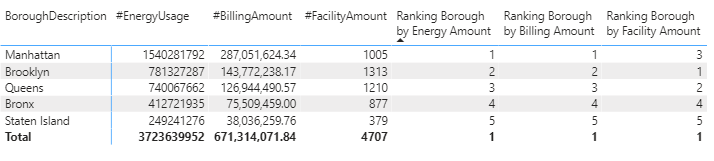 BoroughDescription #EnergyUsage #BillingAmount #FacilityAmount Ranking Borough by Energy Amount Ranking Borough by Billing Amount Ranking Borough by Facility Amount
Manhattan 1540281792 287,051,624.34 1005 1 1 3
Brooklyn 781327287 143,772,238.17 1313 2 2 1
Queens 740067662 126,944,490.57 1210 3 3 2
Bronx 412721935 75,509,459.00 877 4 4 4
Staten Island 249241276 38,036,259.76 379 5 5 5
Total 3723639952 671,314,071.84 4707 1 1 1